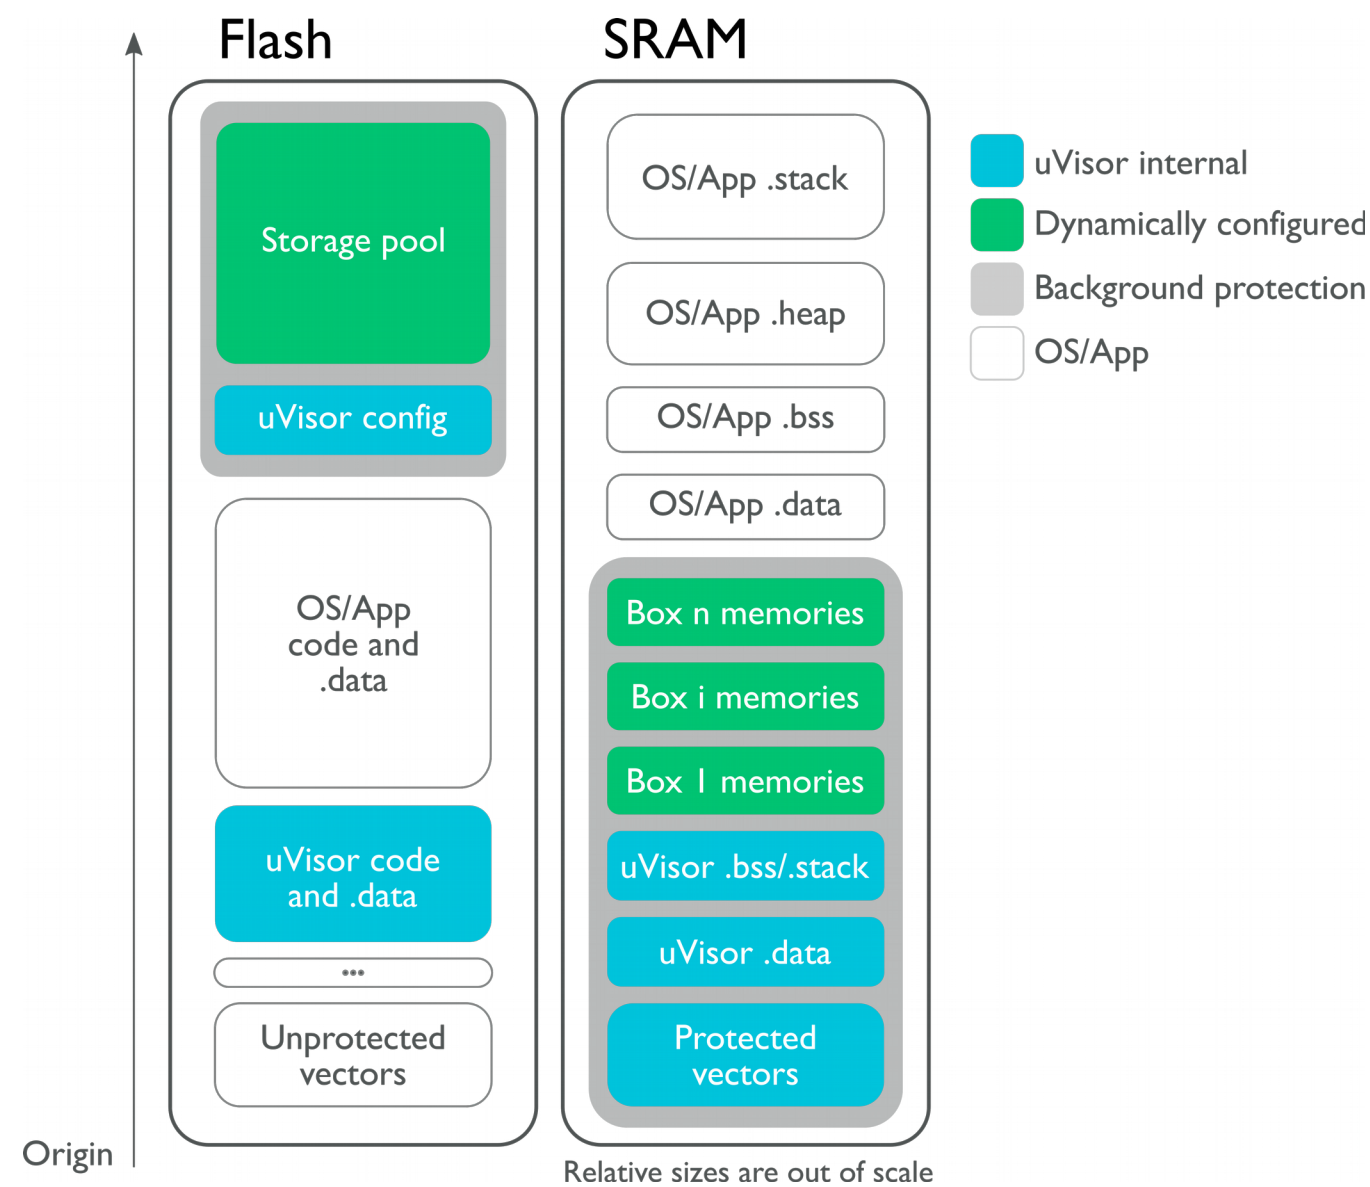 Flash
SRAM
Storage pool
uVisor config
OS/App
code and
.data
uVisor code
and .data
...
Unprotected
vectors
OS/App .stack
OS/App .heap
OS/App .bss
OS/App .data
Box n memories
Box i memories
Box 1 memories
uVisor .bss/.stack
uVisor .data
Protected
vectors
uVisor internal
Dynamically configured
Background protection
OS/App
Origin
Relative sizes are out of scale